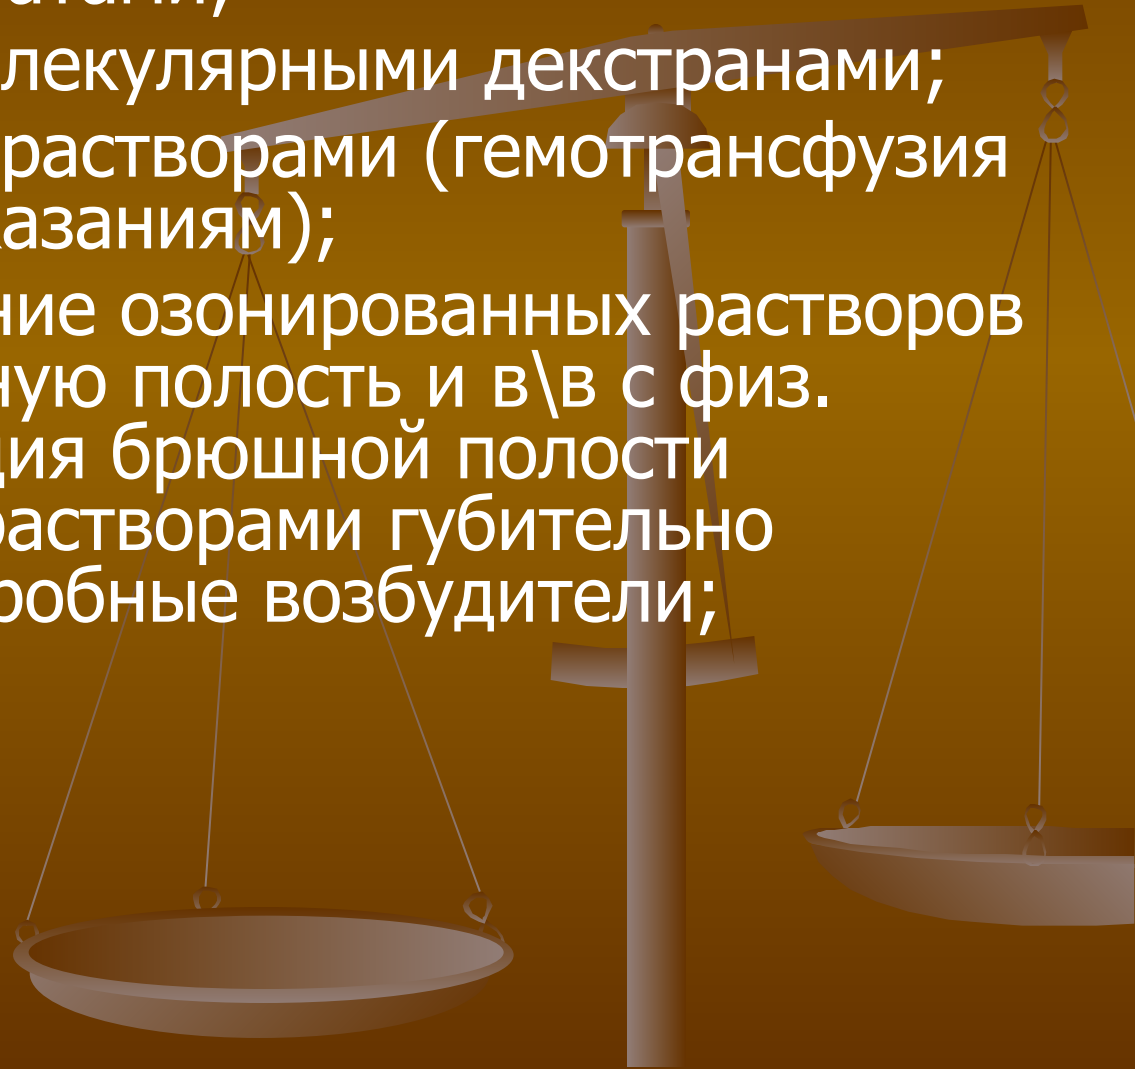 лекулярными декстранами;
растворами (гемотрансфузия
азаниям);
ние озонированных растворов
ную полость и в\в с физ.
ция брюшной полости
растворами губительно
робные возбудители;